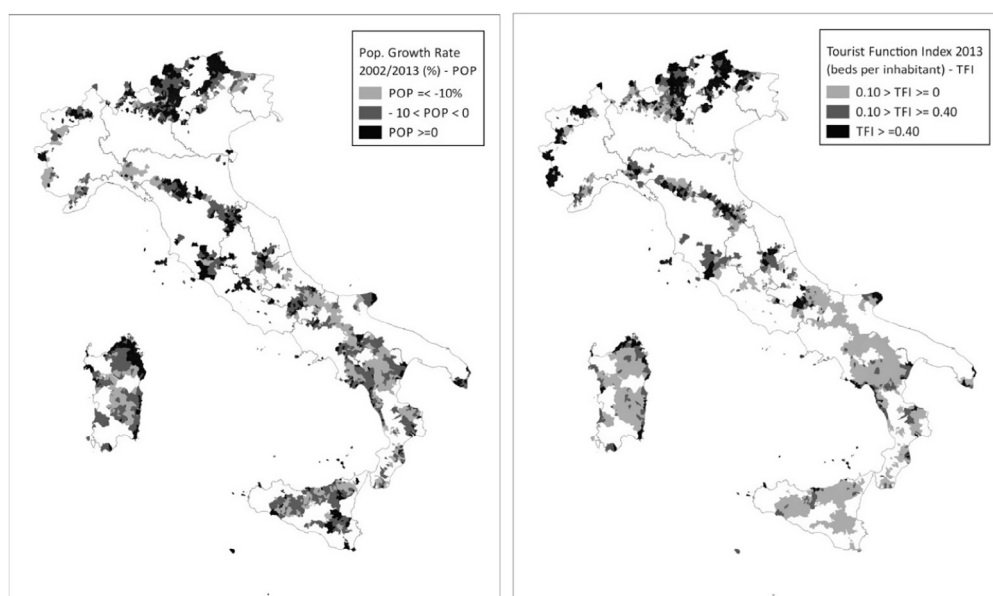 Pop. Growth Rate
2002/2013 (%) - POP
POP =< -10%
- 10 < POP < 0
POP >=0
Tourist Function Index 2013
(beds per inhabitant) - TFI
0.10 > TFI >= 0
0.10 > TFI >= 0.40
TFI > =0.40